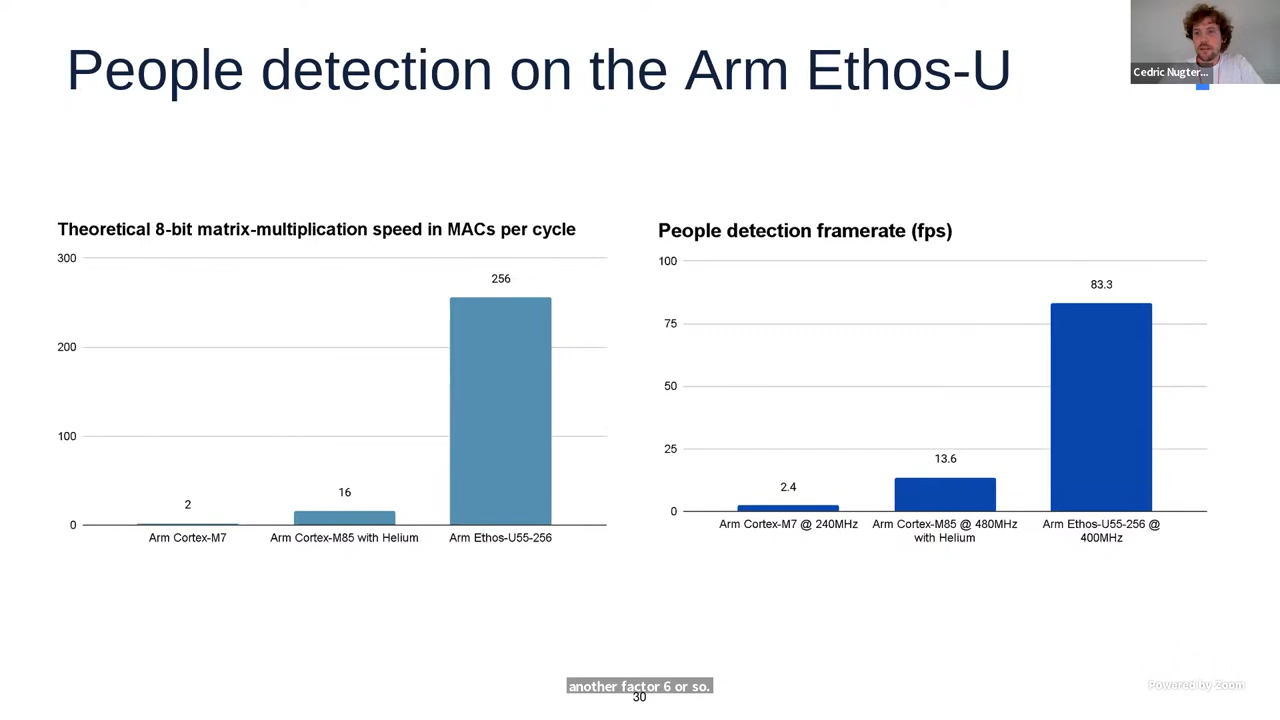 People detection on the Arm Ethos-U
Cedric Nugter...
Theoretical 8-bit matrix-multiplication speed in MACs per cycle
300
256
200
100
16
2
0
Arm Cortex-M7
Arm Cortex-M85 with Helium
Arm Ethos-U55-256
People detection framerate (fps)
100
83.3
75
50
25
13.6
2.4
0
Arm Cortex-M7 @ 240MHz
Arm Cortex-M85 @ 480MHz
with Helium
Arm Ethos-U55-256 @
400MHz
another factor 6 or so.
30
Powered by Zoom